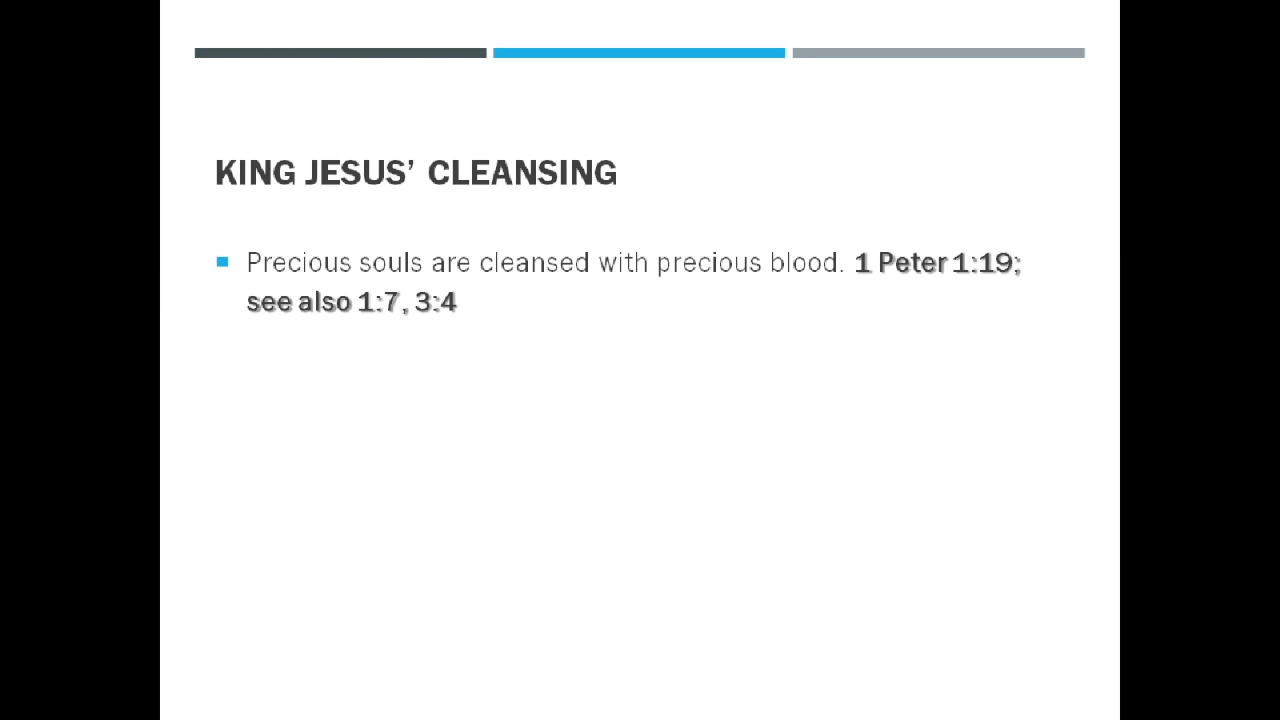 KING JESUS’ CLEANSING
Precious souls are cleansed with precious blood. 1 Peter 1:19;
see also 1:7, 3:4